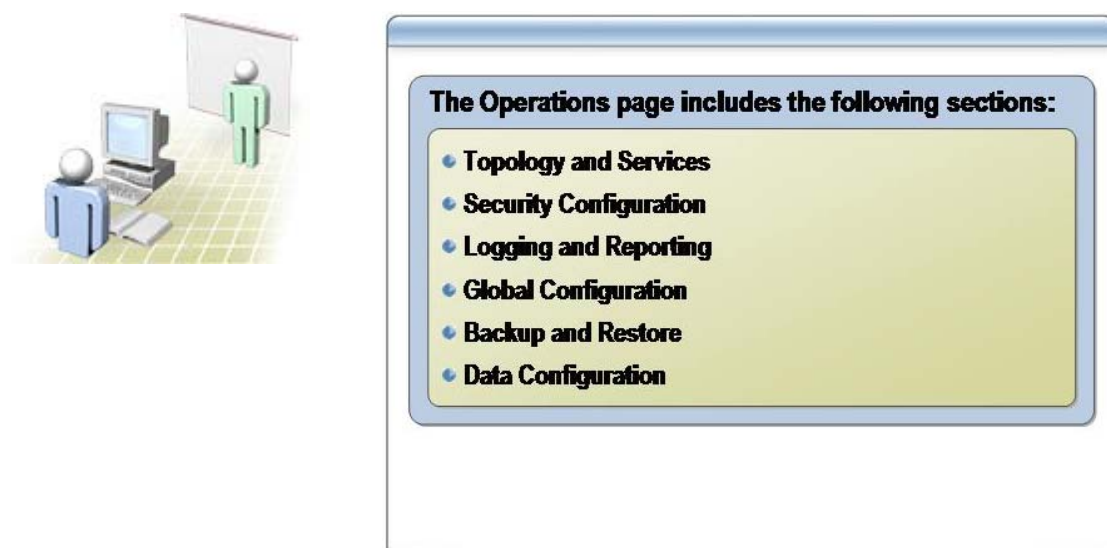 The Operations page includes the following sections:
Topology and Services
Security Configuration
Logging and Reporting
Global Configuration
Backup and Restore
Data Configuration